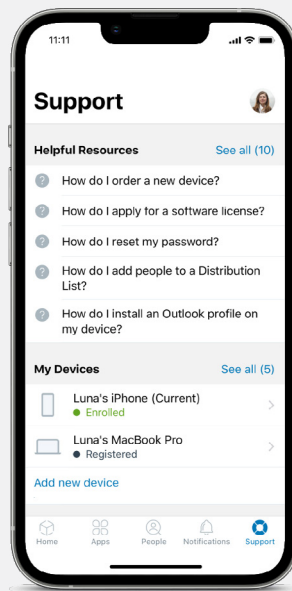 11:11
Support
Helpful Resources See all (10)
How do I order a new device?
How do I apply for a software license?
How do I reset my password?
How do I add people to a Distribution
List?
How do I install an Outlook profile on
my device?
My Devices See all (5)
Luna's iPhone (Current)
Enrolled
Luna's MacBook Pro
Registered
Add new device
Home Apps People Notifications Support